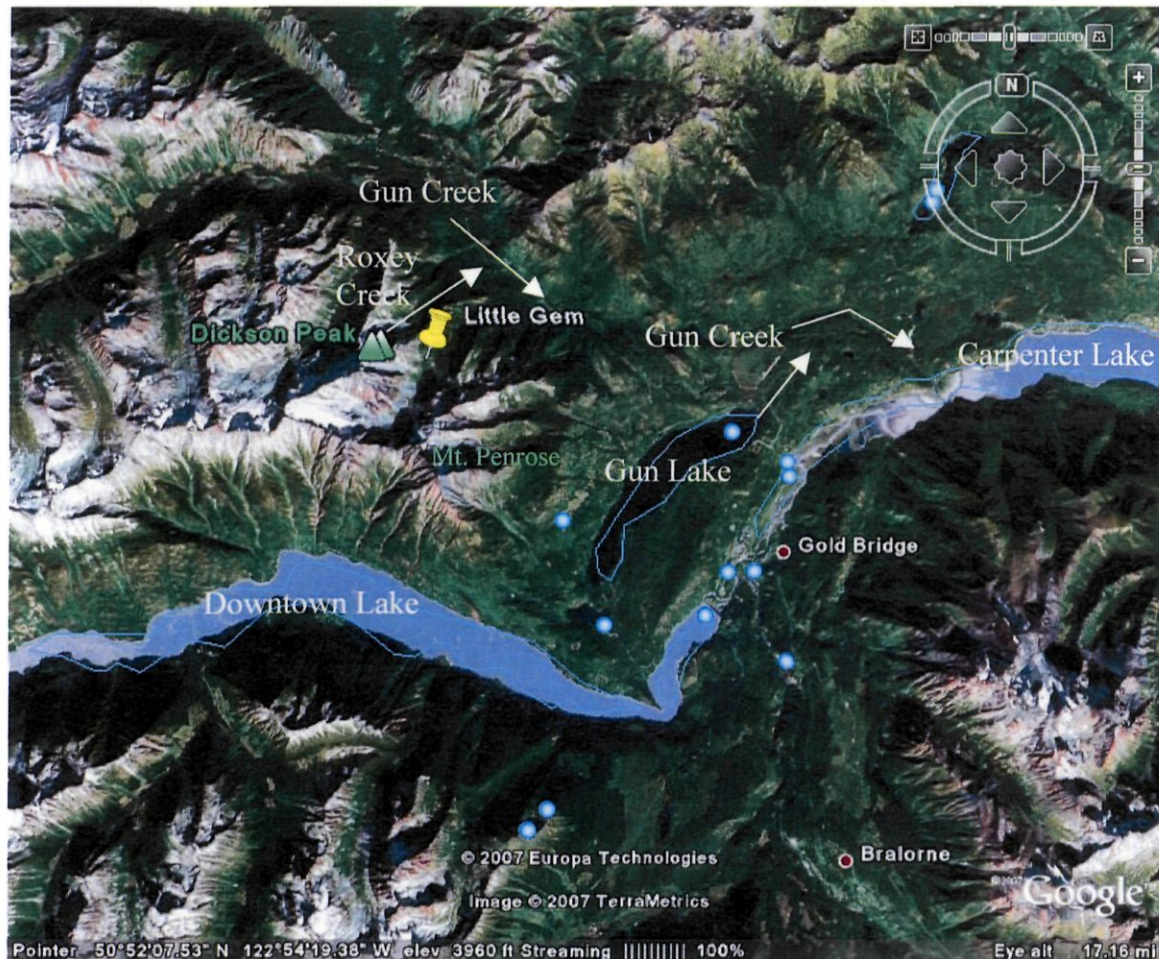 N
Gun Creek
Roxey
Creek
Dickson Peak
Little Gem
Gun Creek
Carpenter Lake
Mt. Penrose
Gun Lake
Gold Bridge
Downtown Lake
Bralorne
© 2007 Europa Technologies
Image © 2007 TerraMetrics
©2007 Google
Pointer 50°52'07.53" N 122°54'19.38" W elev 3960 ft Streaming |||||||||| 100% Eye alt 17.16 mi